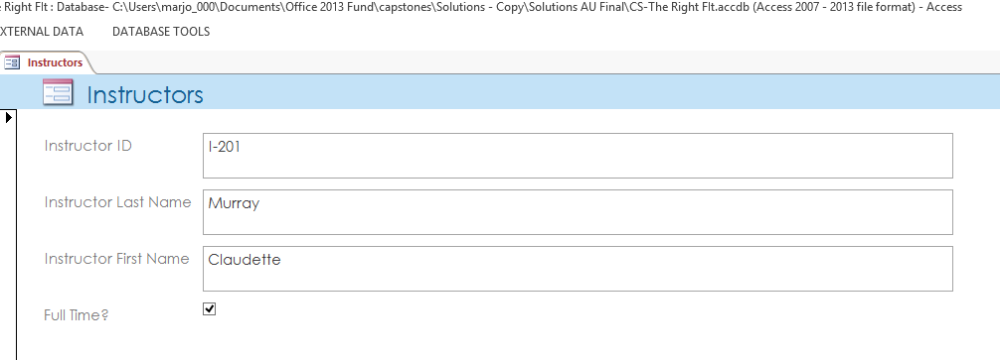 e Right FIt : Database- C:\Users\marjo_000\Documents\Office 2013 Fund\capstones\Solutions - Copy\Solutions AU Final\CS-The Right FIt.accdb (Access 2007 - 2013 file format) - Access
XTERNAL DATA DATABASE TOOLS
Instructors
Instructors
Instructor ID I-201
Instructor Last Name Murray
Instructor First Name Claudette
Full Time?